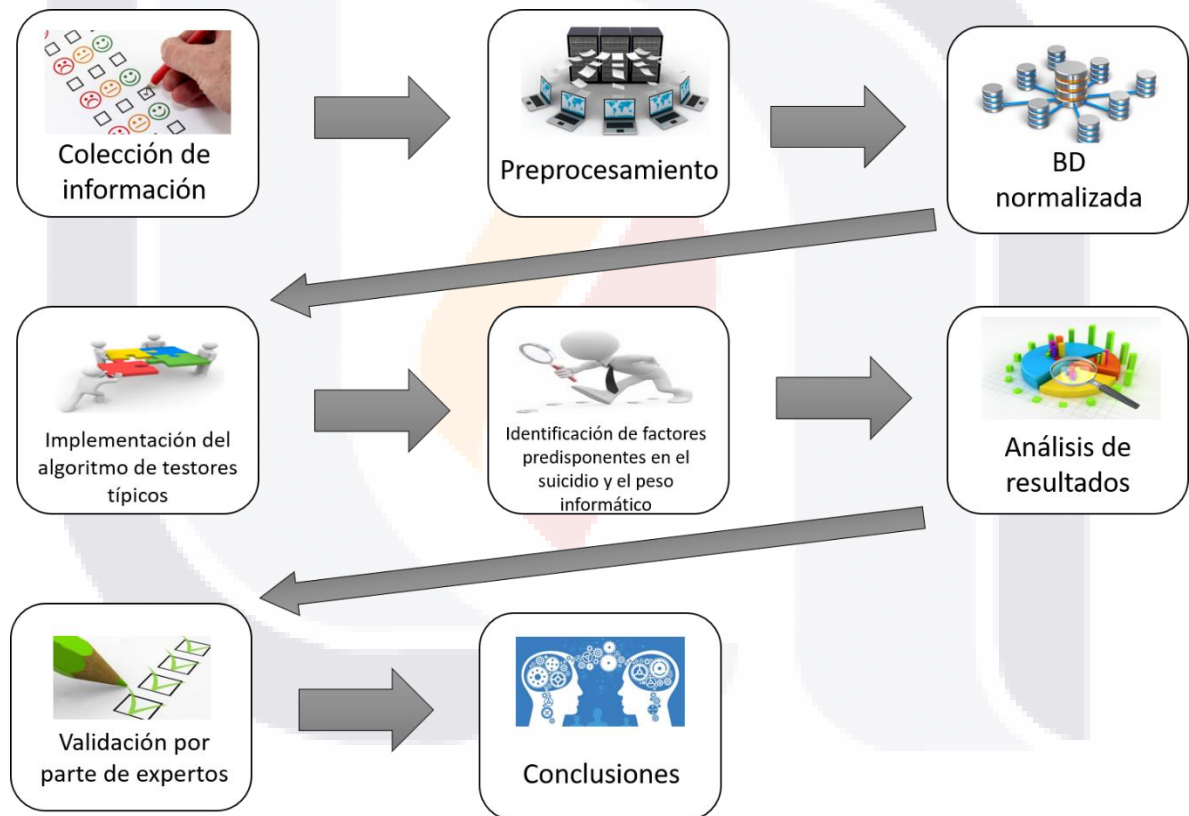 Colección de
información
Preprocesamiento
BD
normalizada
Implementación del
algoritmo de testores
típicos
Identificación de factores
predisponentes en el
suicidio y el peso
informático
Análisis de
resultados
Validación por
parte de expertos
Conclusiones